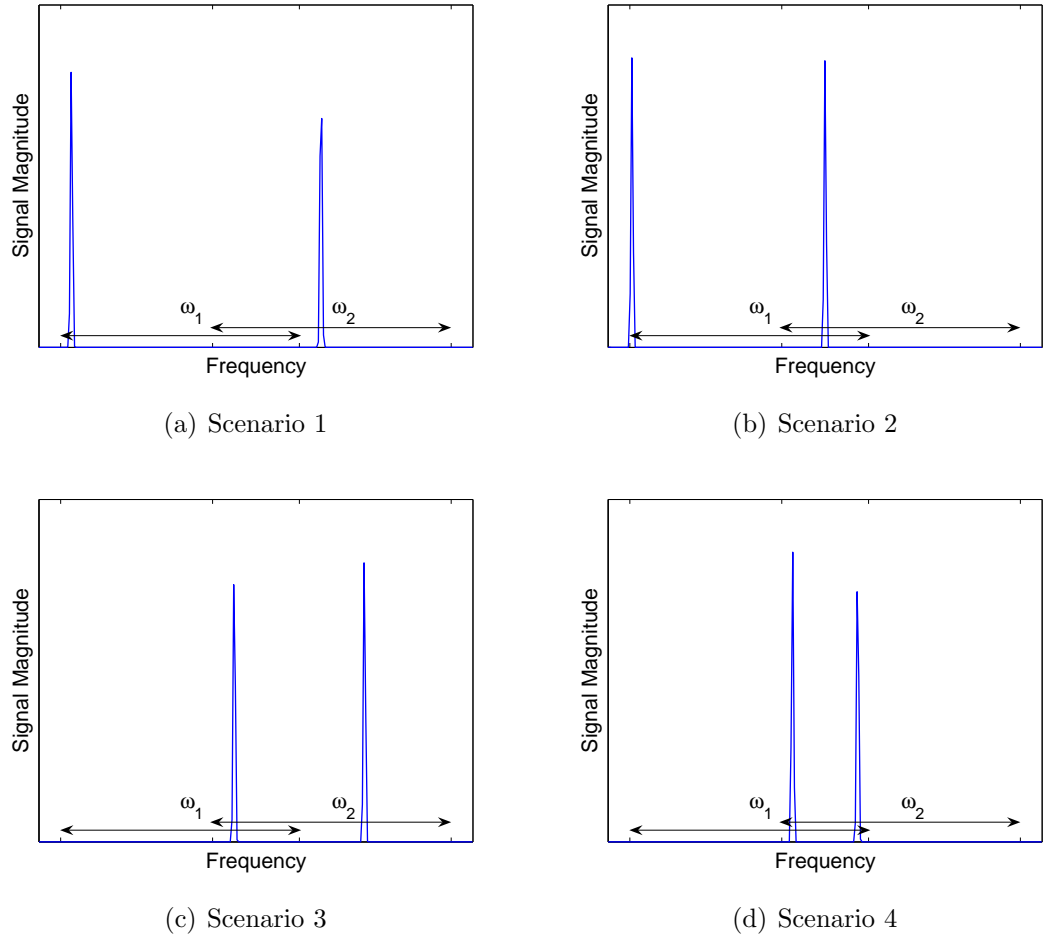 Signal Magnitude
ω1
ω2
Frequency
(a) Scenario 1
Signal Magnitude
ω1
ω2
Frequency
(b) Scenario 2
Signal Magnitude
ω1
ω2
Frequency
(c) Scenario 3
Signal Magnitude
ω1
ω2
Frequency
(d) Scenario 4